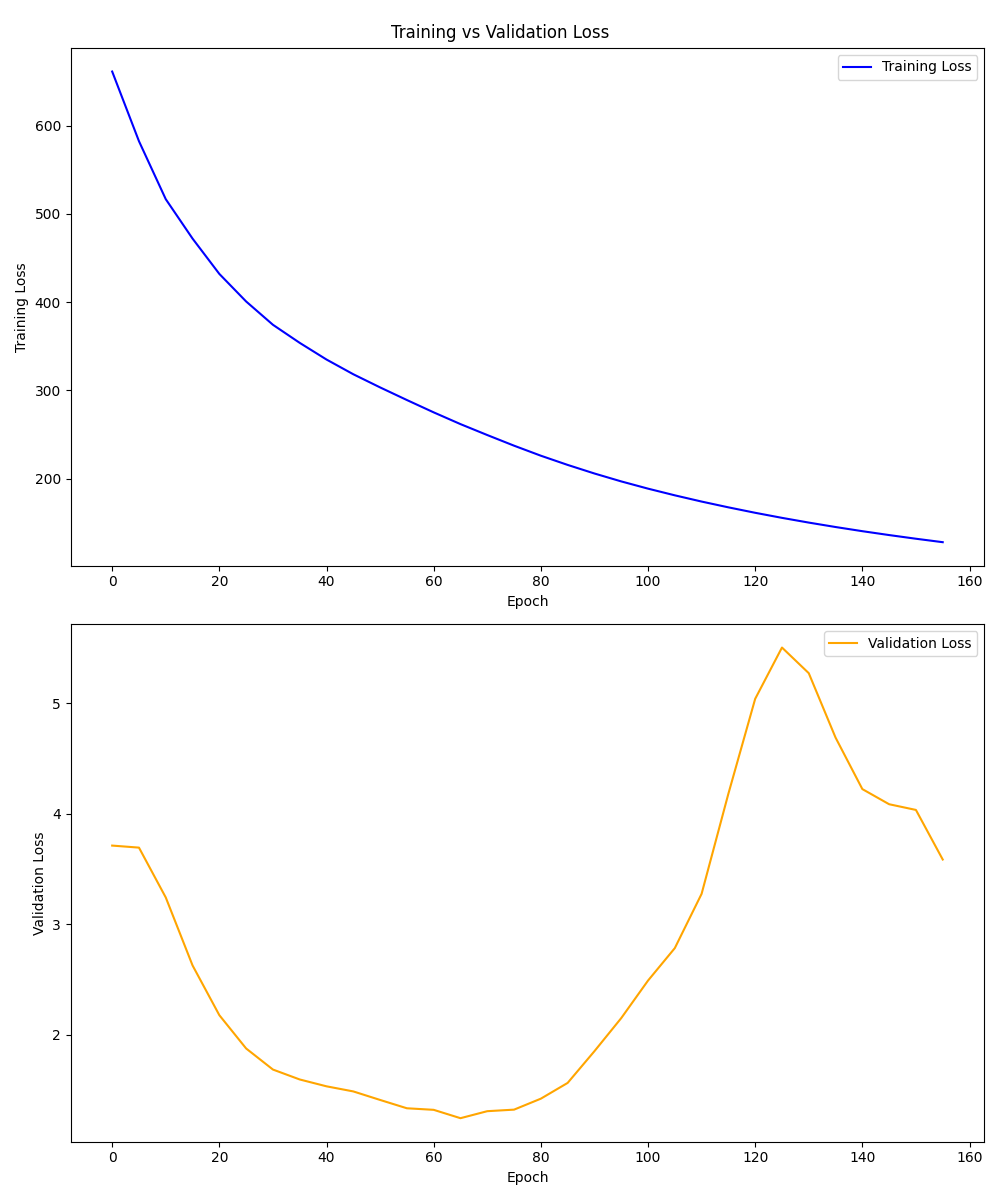 Training vs Validation Loss
Training Loss
600
500
400
300
200
Training Loss
0 20 40 60 80 100 120 140 160
Epoch
Validation Loss
5
4
3
2
Validation Loss
0 20 40 60 80 100 120 140 160
Epoch